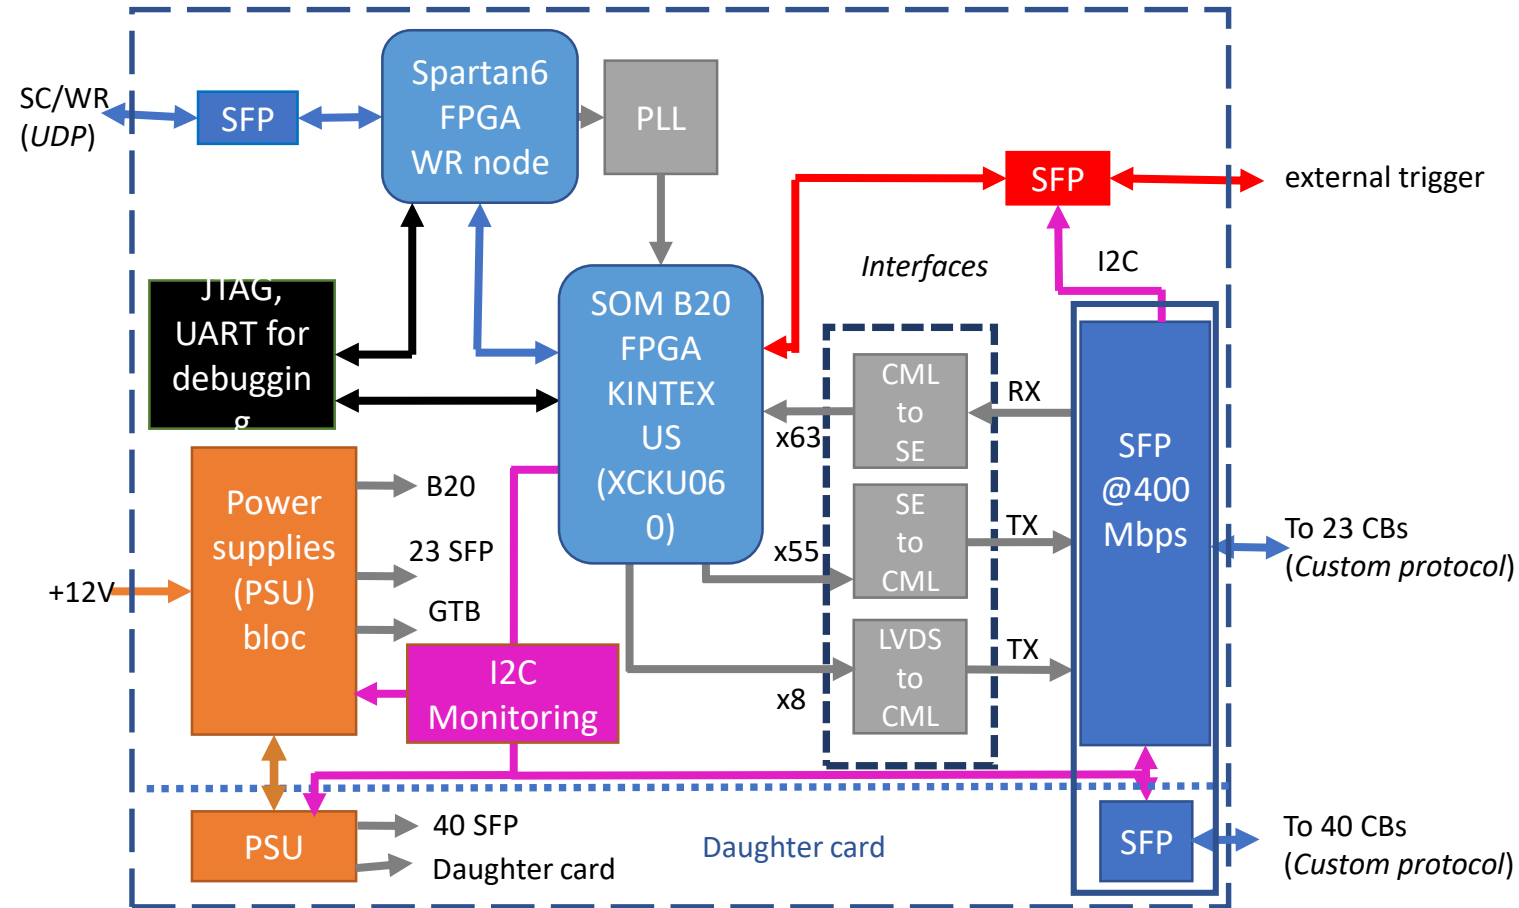 SC/WR
(UDP)
SFP
Spartan6
FPGA
WR node
PLL
SFP
external trigger
I2C
Interfaces
JTAG,
UART for
debuggin
g
SOM B20
FPGA
KINTEX
US
(XCKU06
0)
CML
to
SE
RX
x63
SE
to
CML
TX
x55
LVDS
to
CML
TX
x8
SFP
@400
Mbps
To 23 CBs
(Custom protocol)
+12V
Power
supplies
(PSU)
bloc
B20
23 SFP
GTB
I2C
Monitoring
PSU
40 SFP
Daughter card
Daughter card
SFP
To 40 CBs
(Custom protocol)